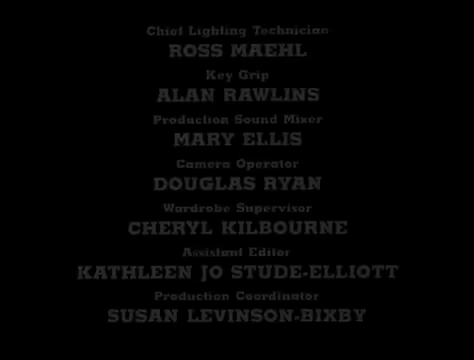 Chief Lighting Technician
ROSS MAEHL
Key Grip
ALAN RAWLINS
Production Sound Mixer
MARY ELLIS
Camera Operator
DOUGLAS RYAN
Wardrobe Supervisor
CHERYL KILBOURNE
Assistant Editor
KATHLEEN JO STUDE-ELLIOTT
Production Coordinator
SUSAN LEVINSON-BIXBY